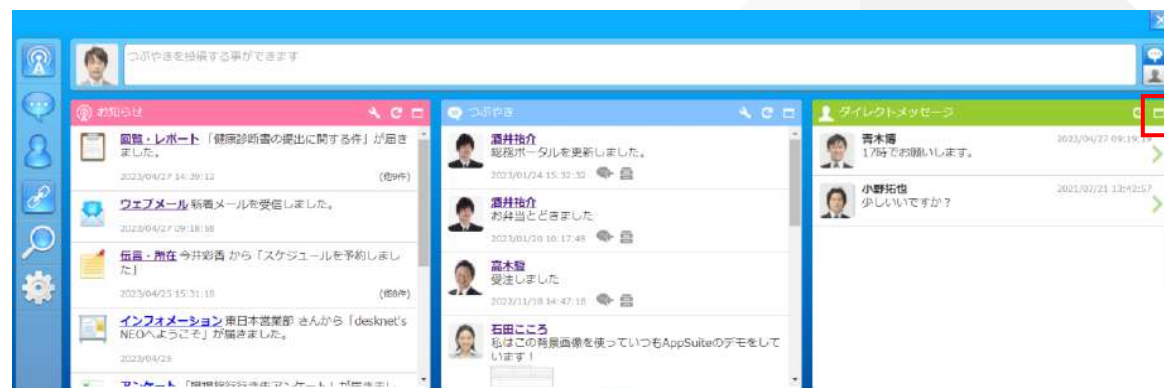 つぶやきを投稿する事ができます
お知らせ
回覧・レポート 「健康診断書の提出に関する件」が届き
ました。
2023/04/27 14:39:12 (他9件)
ウェブメール 新着メールを受信しました。
2023/04/27 09:18:58
伝言・所在 今井彩香 から「スケジュールを予約しまし
た」
2023/04/25 15:31:18 (他8件)
インフォメーション 東日本営業部 さんから「desknet's
NEOへようこそ」が届きました。
2023/04/25
つぶやき
酒井裕介
総務ポータルを更新しました。
2023/01/24 15:32:32
酒井裕介
お弁当とどきました
2023/01/20 10:17:49
高木駿
受注しました
2022/11/18 14:47:18
石田こころ
私はこの背景画像を使っていつもAppSuiteのデモをして
います！
ダイレクトメッセージ
青木博 2023/04/27 09:19:19
17時でお願いします。
小野拓也 2021/07/21 13:42:57
少しいいですか？